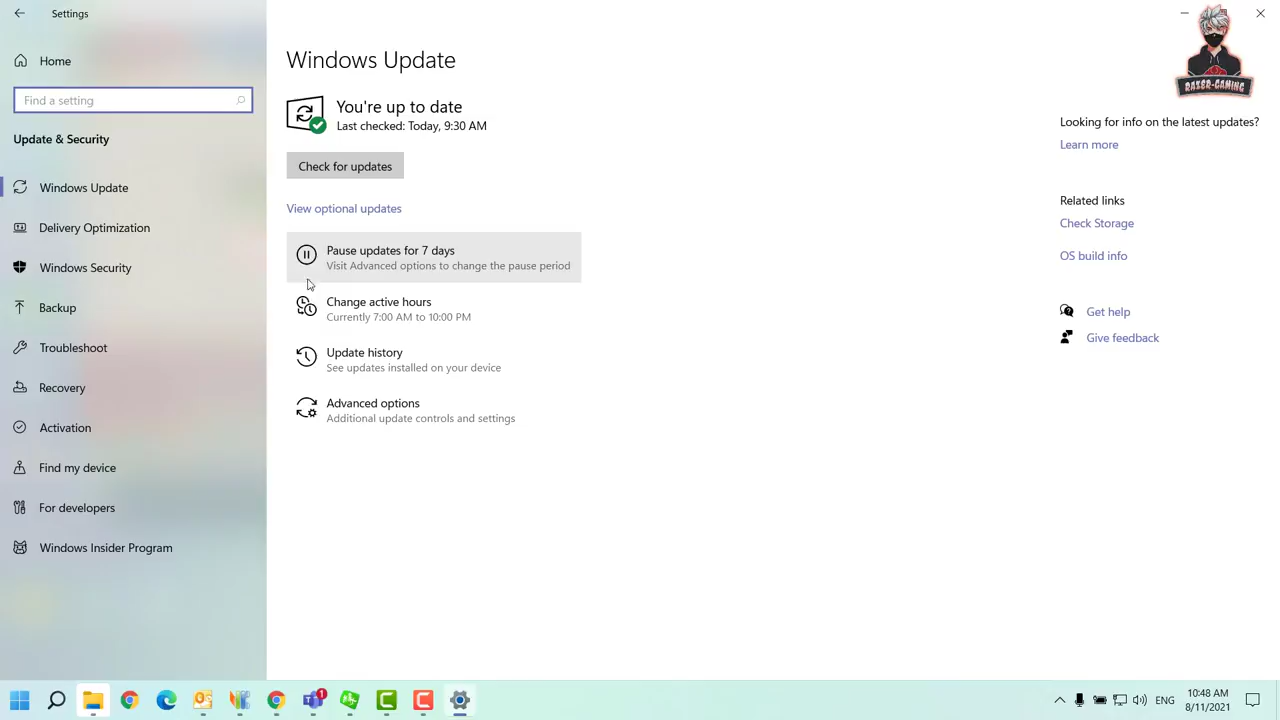 Settings
Home
Find a setting
Update & Security
Windows Update
Delivery Optimization
Windows Security
Backup
Troubleshoot
Recovery
Activation
Find my device
For developers
Windows Insider Program
Windows Update
You're up to date
Last checked: Today, 9:30 AM
Check for updates
View optional updates
Pause updates for 7 days
Visit Advanced options to change the pause period
Change active hours
Currently 7:00 AM to 10:00 PM
Update history
See updates installed on your device
Advanced options
Additional update controls and settings
RAZER-GAMING
Looking for info on the latest updates?
Learn more
Related links
Check Storage
OS build info
Get help
Give feedback
1
ENG
10:48 AM
8/11/2021